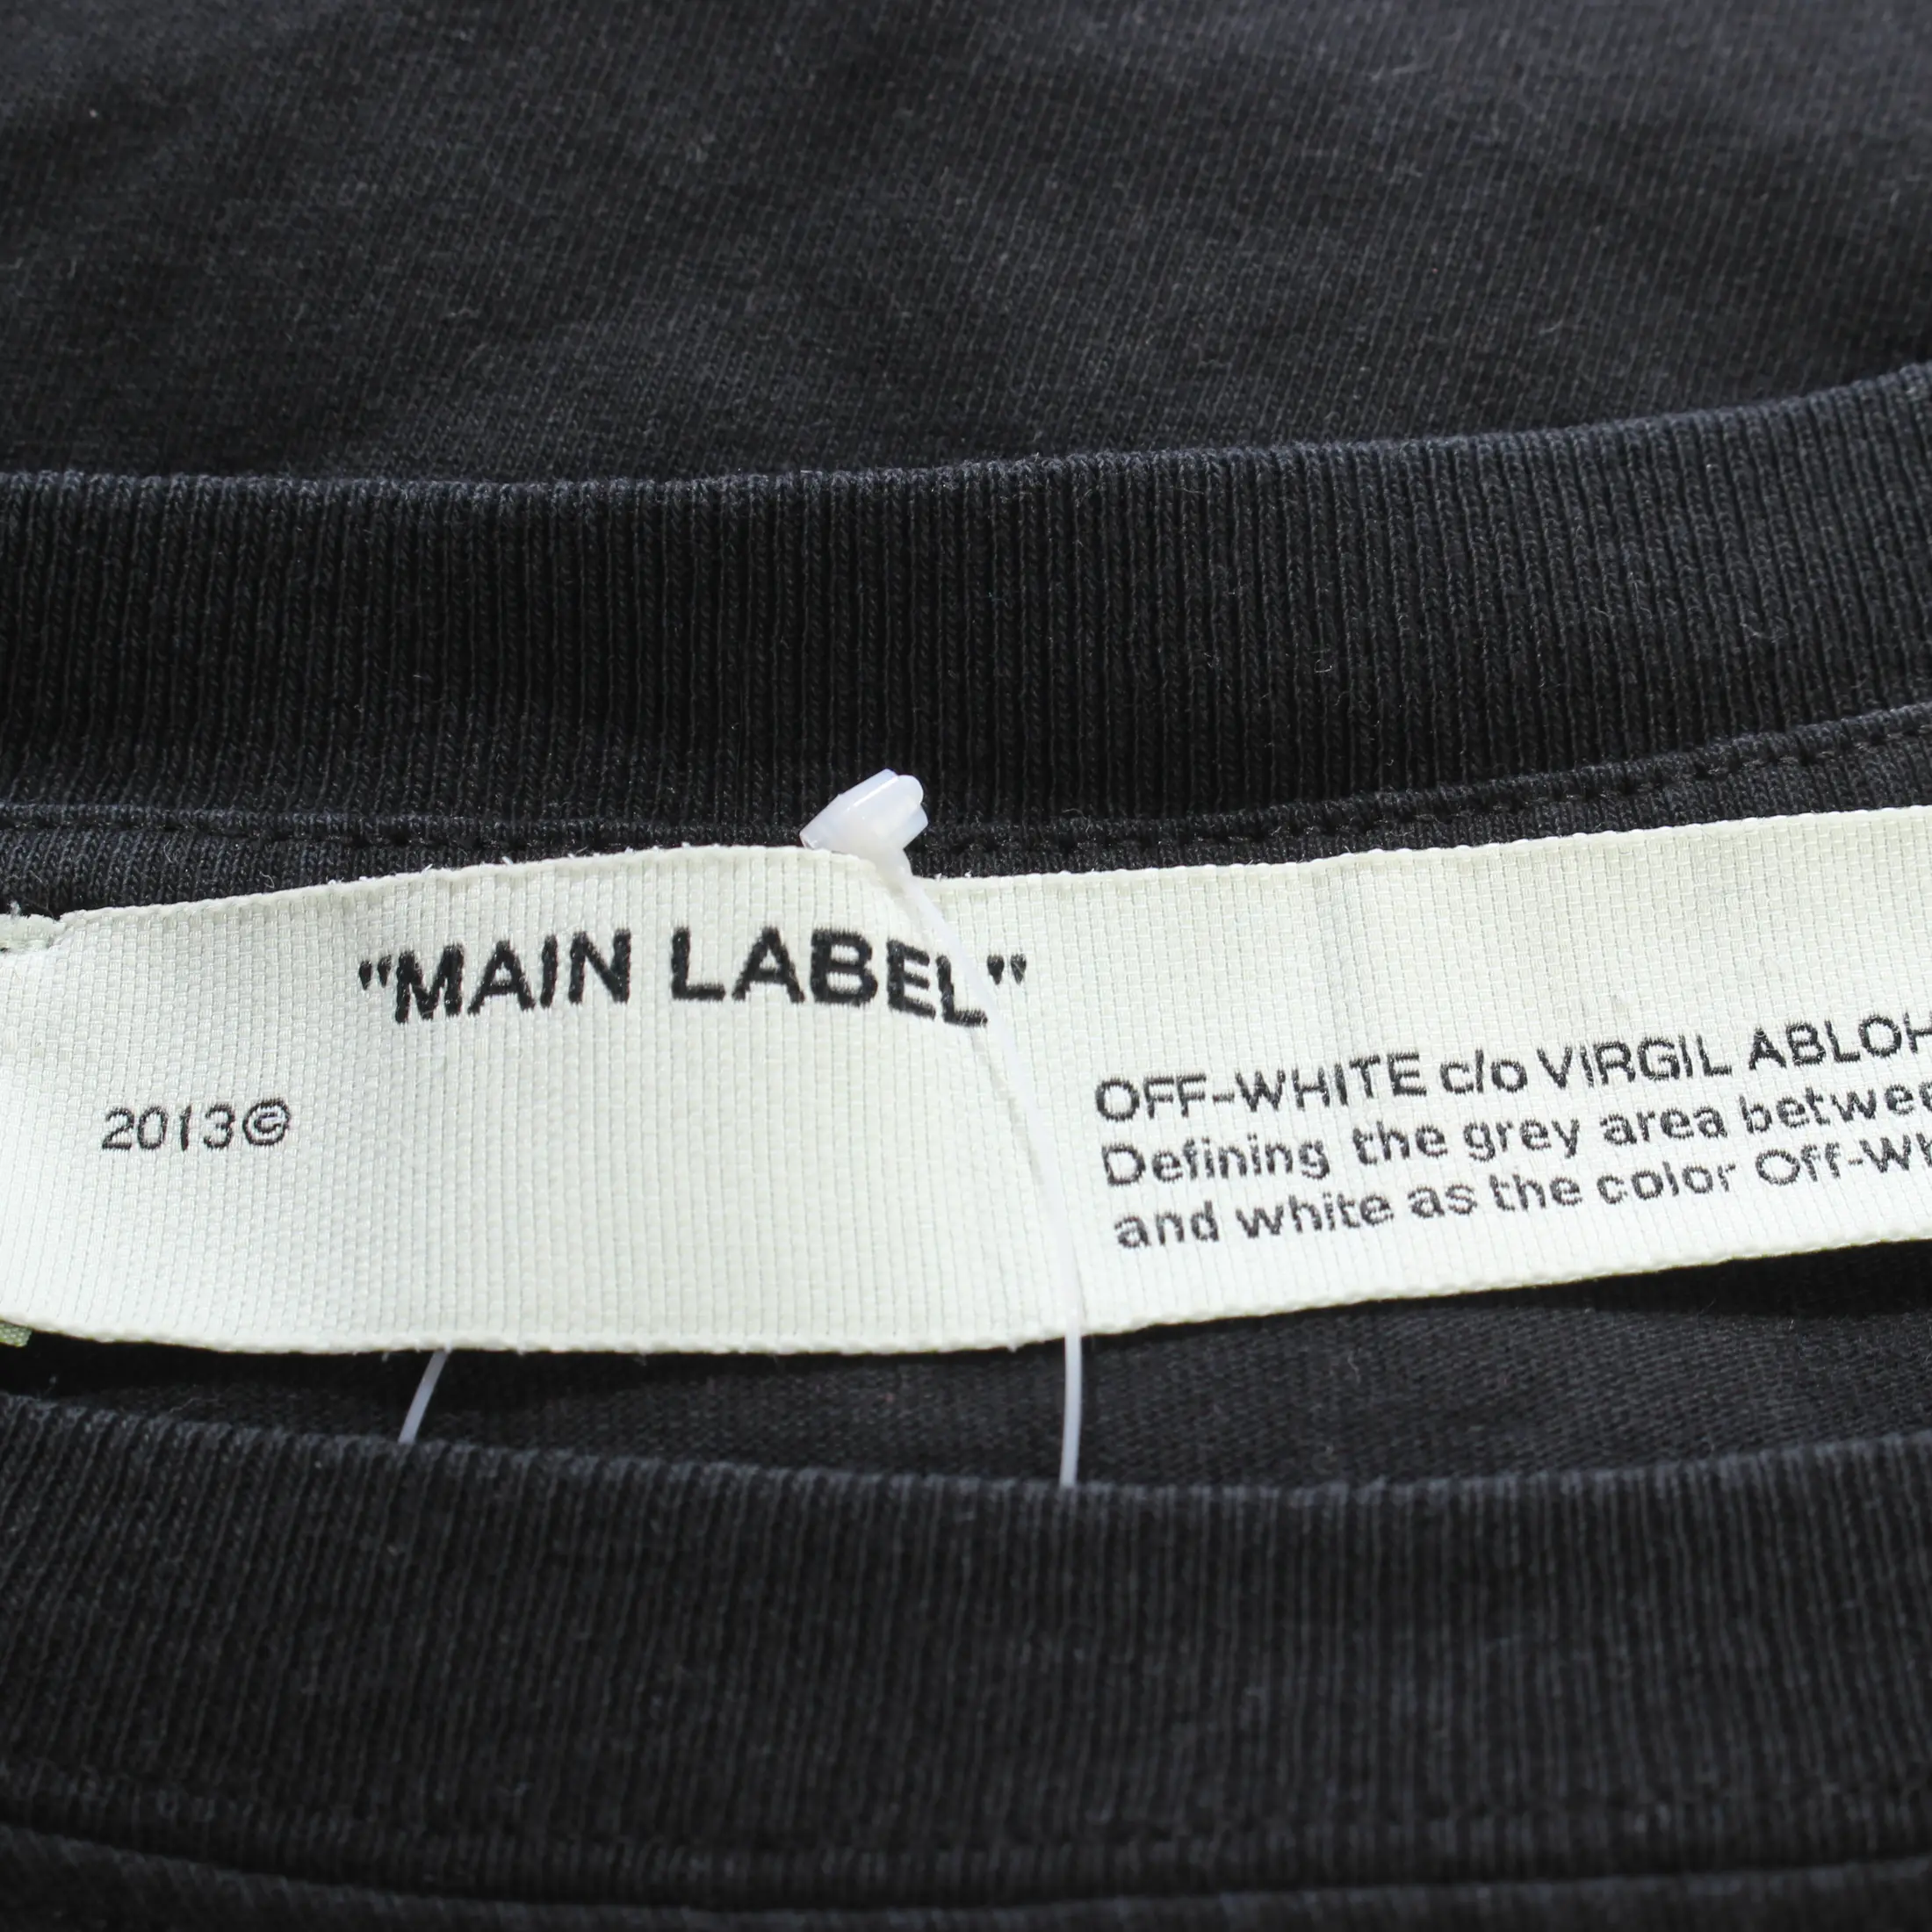 "MAIN LABEL"
2013©
OFF-WHITE c/o VIRGIL ABLOH
Defining the grey area
and white as the color